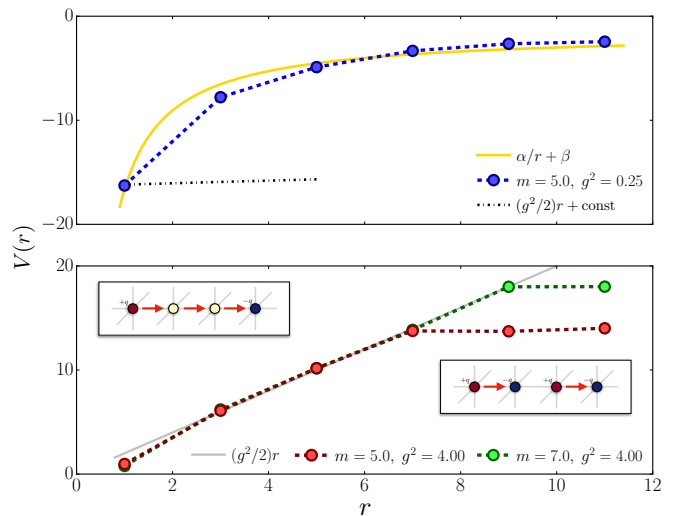 0
−10
−20
α/r + β
m = 5.0, g² = 0.25
(g²/2)r + const
V(r)
20
10
0
+q −q
+q −q +q −q
(g²/2)r m = 5.0, g² = 4.00 m = 7.0, g² = 4.00
0 2 4 6 8 10 12
r